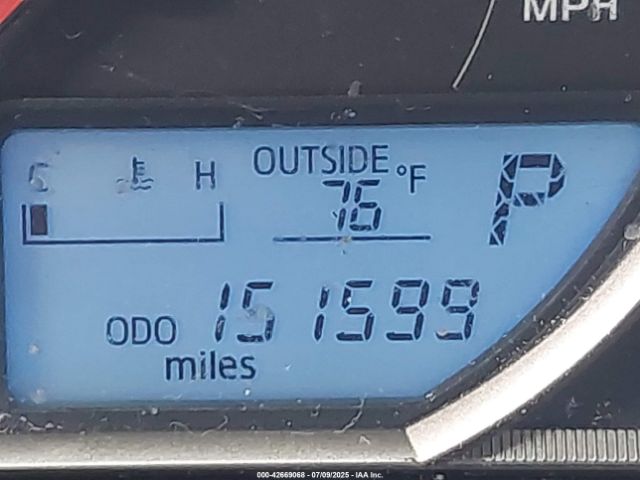 MPH
C H OUTSIDE 76 °F P
ODO 151599
miles
000-42669068 - 07/09/2025 - IAA Inc.